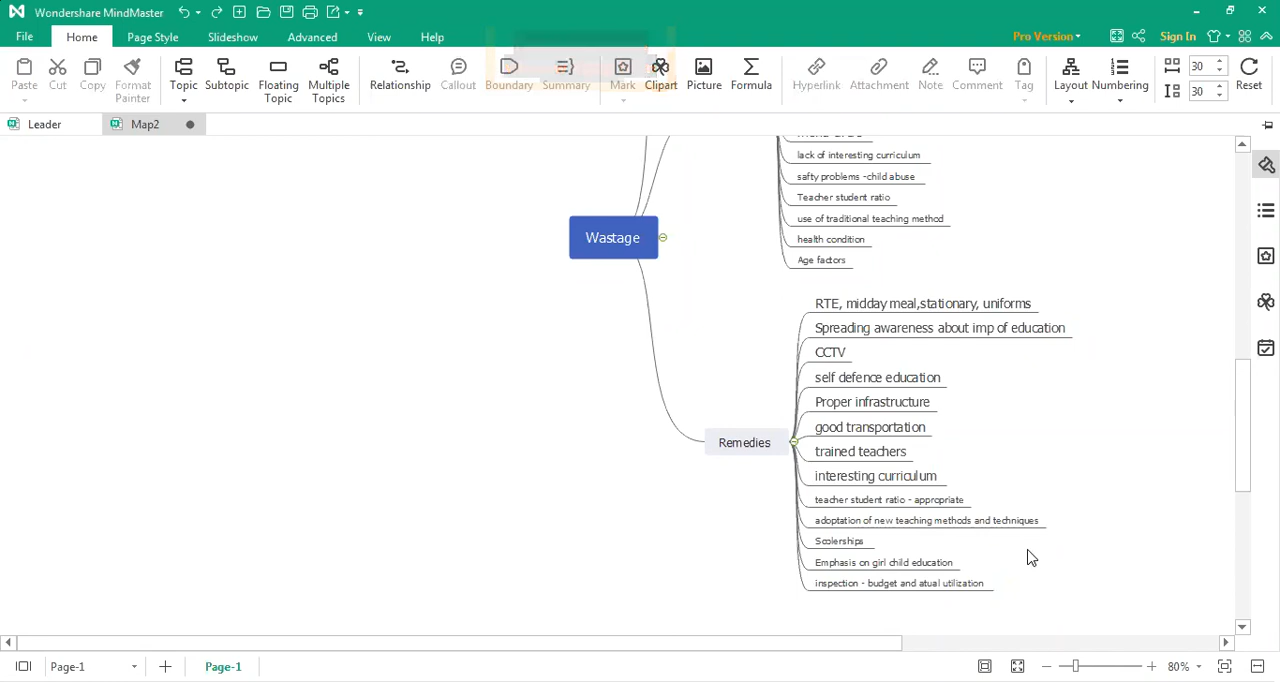 Wondershare MindMaster
File
Home
Page Style
Slideshow
Advanced
View
Help
Pro Version
Sign In
Paste
Cut
Copy
Format Painter
Topic
Subtopic
Floating Topic
Multiple Topics
Relationship
Callout
Boundary
Summary
Mark
Clipart
Picture
Formula
Hyperlink
Attachment
Note
Comment
Tag
Layout
Numbering
30
30
Reset
Leader
Map2
lack of interesting curriculum
safty problems -child abuse
Teacher student ratio
use of traditional teaching method
health condition
Age factors
Wastage
RTE, midday meal,stationary, uniforms
Spreading awareness about imp of education
CCTV
self defence education
Proper infrastructure
good transportation
trained teachers
interesting curriculum
Remedies
teacher student ratio - appropriate
adoptation of new teaching methods and techniques
Scolerships
Emphasis on girl child education
inspection - budget and atual utilization
Page-1
Page-1
80%